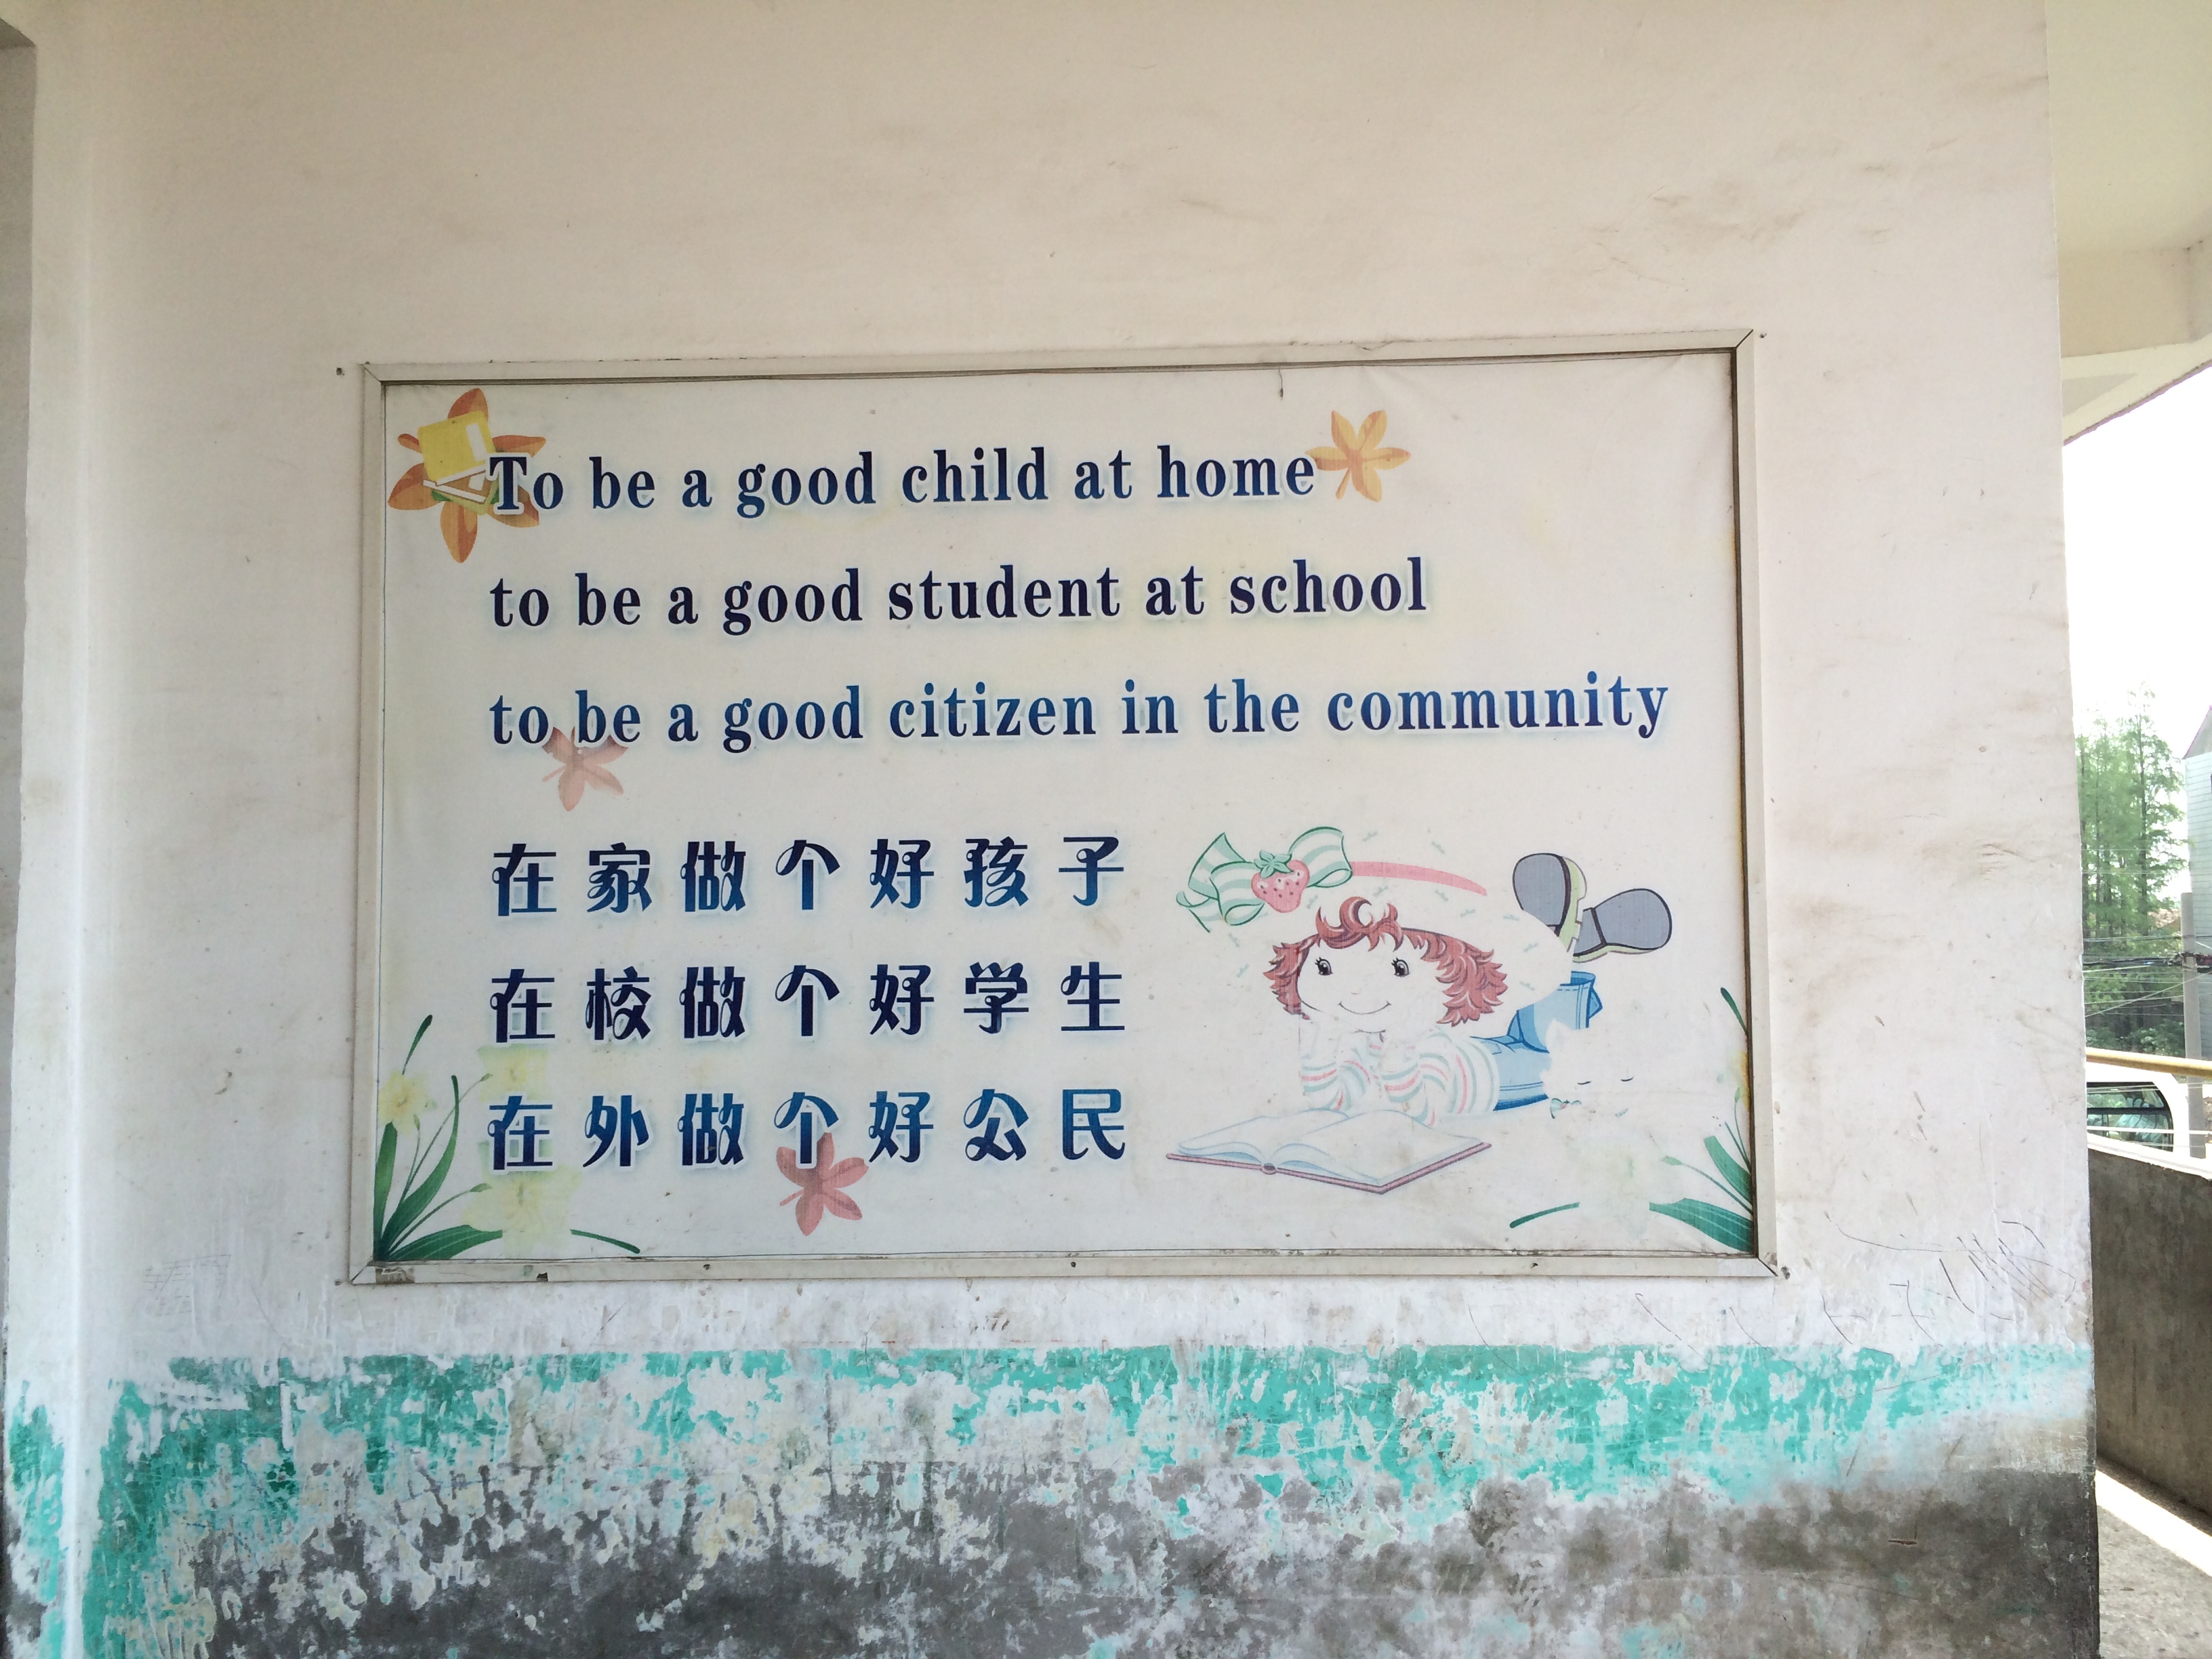 To be a good child at home
to be a good student at school
to be a good citizen in the community
在家做个好孩子
在校做个好学生
在外做个好公民